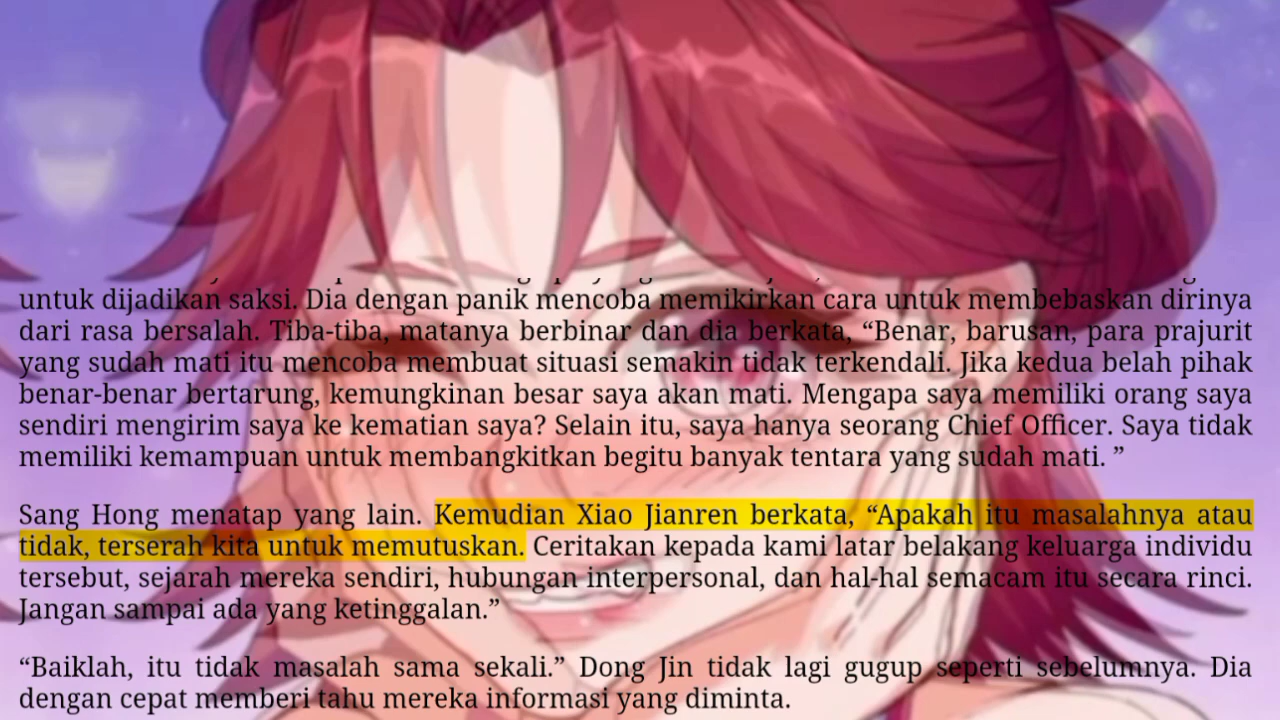 untuk dijadikan saksi. Dia dengan panik mencoba memikirkan cara untuk membebaskan dirinya
dari rasa bersalah. Tiba-tiba, matanya berbinar dan dia berkata, “Benar, barusan, para prajurit
yang sudah mati itu mencoba membuat situasi semakin tidak terkendali. Jika kedua belah pihak
benar-benar bertarung, kemungkinan besar saya akan mati. Mengapa saya memiliki orang saya
sendiri mengirim saya ke kematian saya? Selain itu, saya hanya seorang Chief Officer. Saya tidak
memiliki kemampuan untuk membangkitkan begitu banyak tentara yang sudah mati. ”
Sang Hong menatap yang lain. Kemudian Xiao Jianren berkata, “Apakah itu masalahnya atau
tidak, terserah kita untuk memutuskan. Ceritakan kepada kami latar belakang keluarga individu
tersebut, sejarah mereka sendiri, hubungan interpersonal, dan hal-hal semacam itu secara rinci.
Jangan sampai ada yang ketinggalan.”
“Baiklah, itu tidak masalah sama sekali.” Dong Jin tidak lagi gugup seperti sebelumnya. Dia
dengan cepat memberi tahu mereka informasi yang diminta.